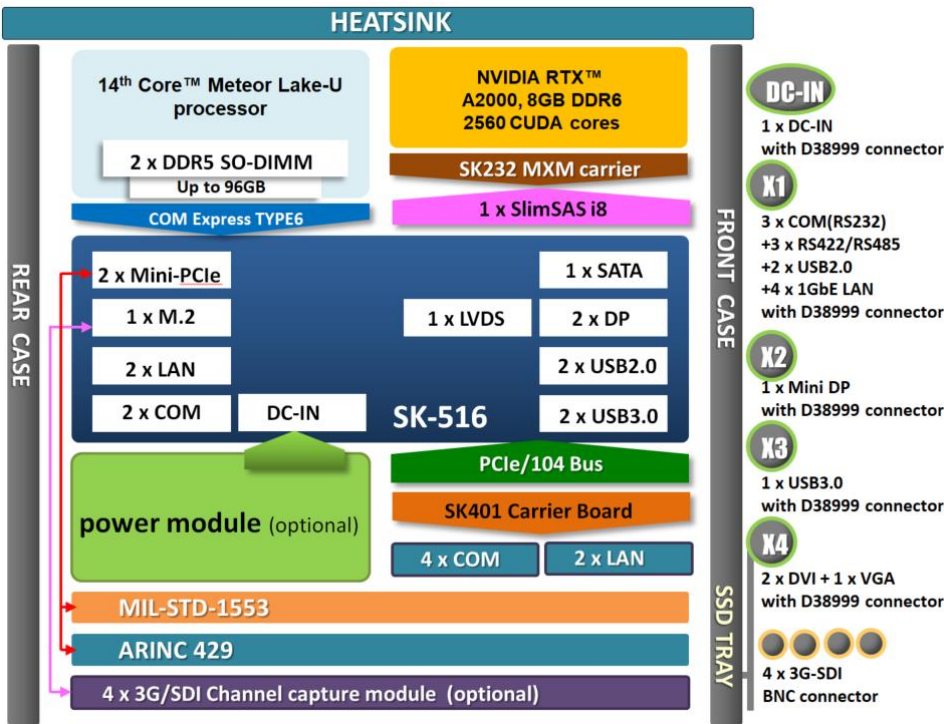 HEATSINK
REAR CASE
14th Core™ Meteor Lake-U
processor
2 x DDR5 SO-DIMM
Up to 96GB
COM Express TYPE6
NVIDIA RTX™
A2000, 8GB DDR6
2560 CUDA cores
SK232 MXM carrier
1 x SlimSAS i8
2 x Mini-PCIe
1 x M.2
2 x LAN
2 x COM
DC-IN
1 x LVDS
1 x SATA
2 x DP
2 x USB2.0
2 x USB3.0
SK-516
power module (optional)
PCIe/104 Bus
SK401 Carrier Board
4 x COM
2 x LAN
MIL-STD-1553
ARINC 429
4 x 3G/SDI Channel capture module (optional)
FRONT CASE
SSD TRAY
DC-IN
1 x DC-IN
with D38999 connector
X1
3 x COM(RS232)
+3 x RS422/RS485
+2 x USB2.0
+4 x 1GbE LAN
with D38999 connector
X2
1 x Mini DP
with D38999 connector
X3
1 x USB3.0
with D38999 connector
X4
2 x DVI + 1 x VGA
with D38999 connector
4 x 3G-SDI
BNC connector